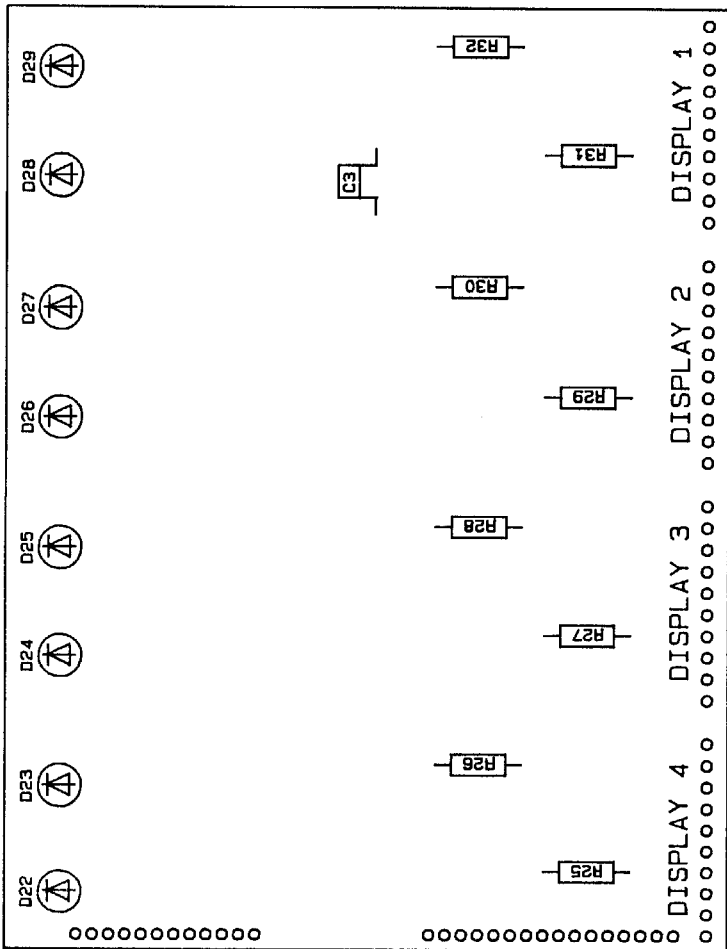 D29
R32
D28
C3
R31
DISPLAY 1
D27
R30
D26
R29
DISPLAY 2
D25
R28
D24
R27
DISPLAY 3
D23
R26
D22
R25
DISPLAY 4